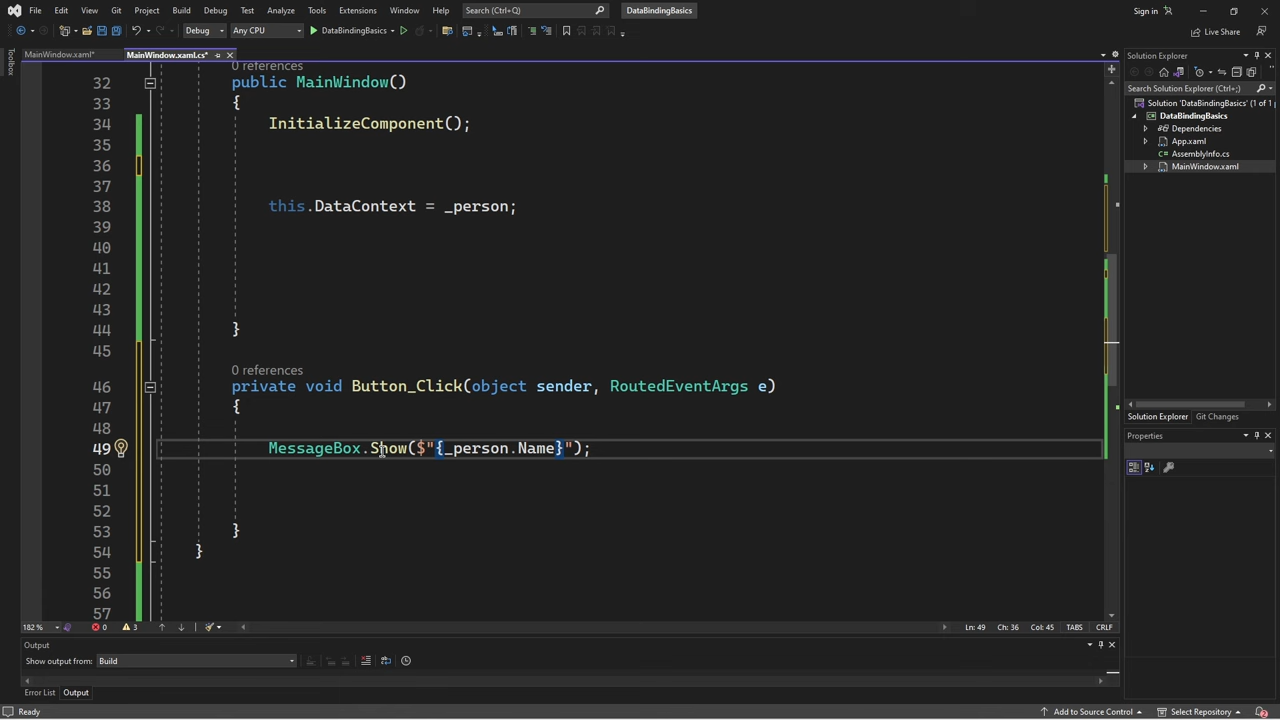 File Edit View Git Project Build Debug Test Analyze Tools Extensions Window Help Search (Ctrl+Q) DataBindingBasics Sign in
Debug Any CPU DataBindingBasics Live Share
MainWindow.xaml* MainWindow.xaml.cs*
Toolbox
0 references
32 public MainWindow()
33 {
34 InitializeComponent();
35
36
37
38 this.DataContext = _person;
39
40
41
42
43
44 }
45
0 references
46 private void Button_Click(object sender, RoutedEventArgs e)
47 {
48
49 MessageBox.Show($"{_person.Name}");
50
51
52
53 }
54 }
55
56
57
182 % 0 3 Ln: 49 Ch: 36 Col: 45 TABS CRLF
Output
Show output from: Build
Error List Output
Ready Add to Source Control Select Repository 2
Solution Explorer
Search Solution Explorer (Ctrl+;)
Solution 'DataBindingBasics' (1 of 1
DataBindingBasics
Dependencies
App.xaml
AssemblyInfo.cs
MainWindow.xaml
Solution Explorer Git Changes
Properties